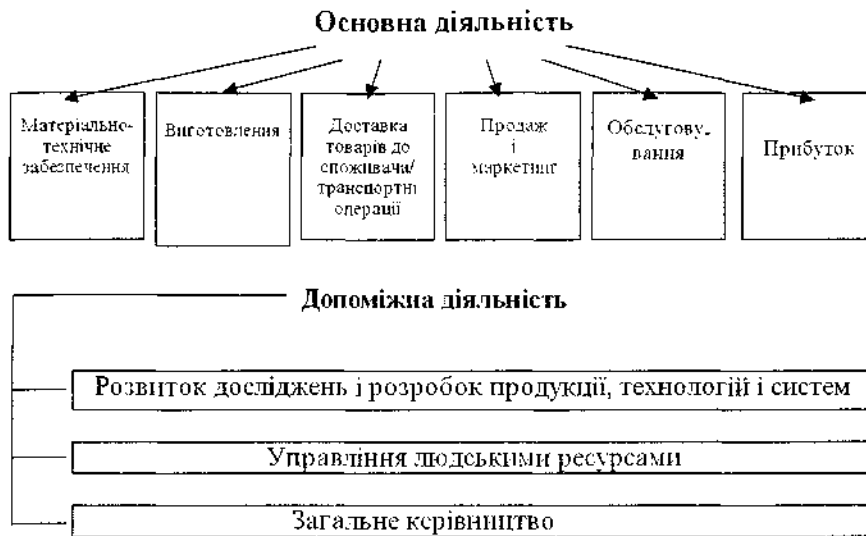 Основна діяльність
Матеріально-
технічне
забезпечення
Виготовлення
Доставка
товарів до
споживача/
транспортні
операції
Продаж
і
маркетинг
Обслугову-
вання
Прибуток
Допоміжна діяльність
Розвиток досліджень і розробок продукції, технологій і систем
Управління людськими ресурсами
Загальне керівництво